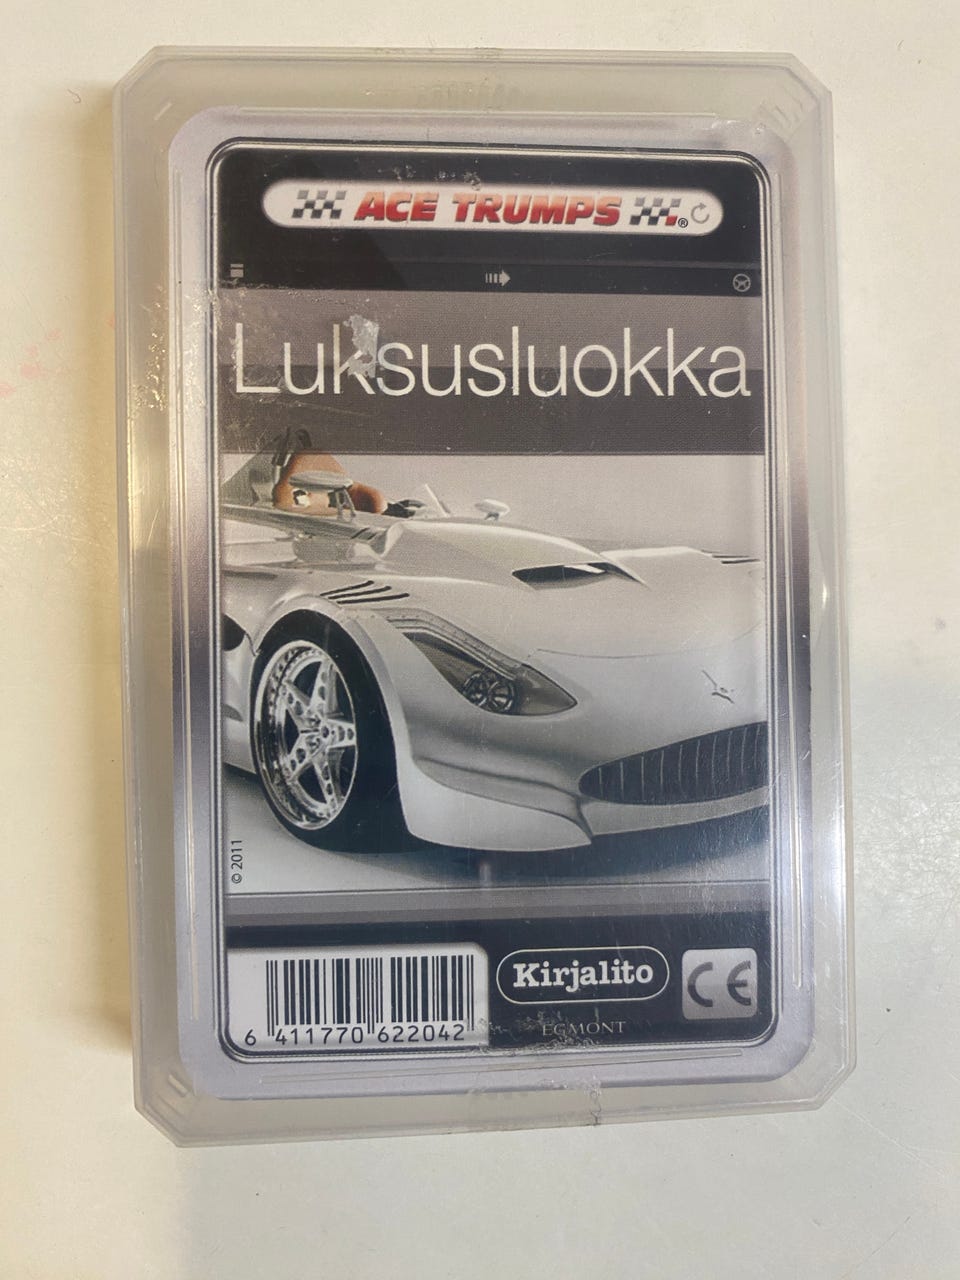 ACE TRUMPS®
Luksusluokka
© 2011
6 411770 622042
Kirjalito
EGMONT
CE